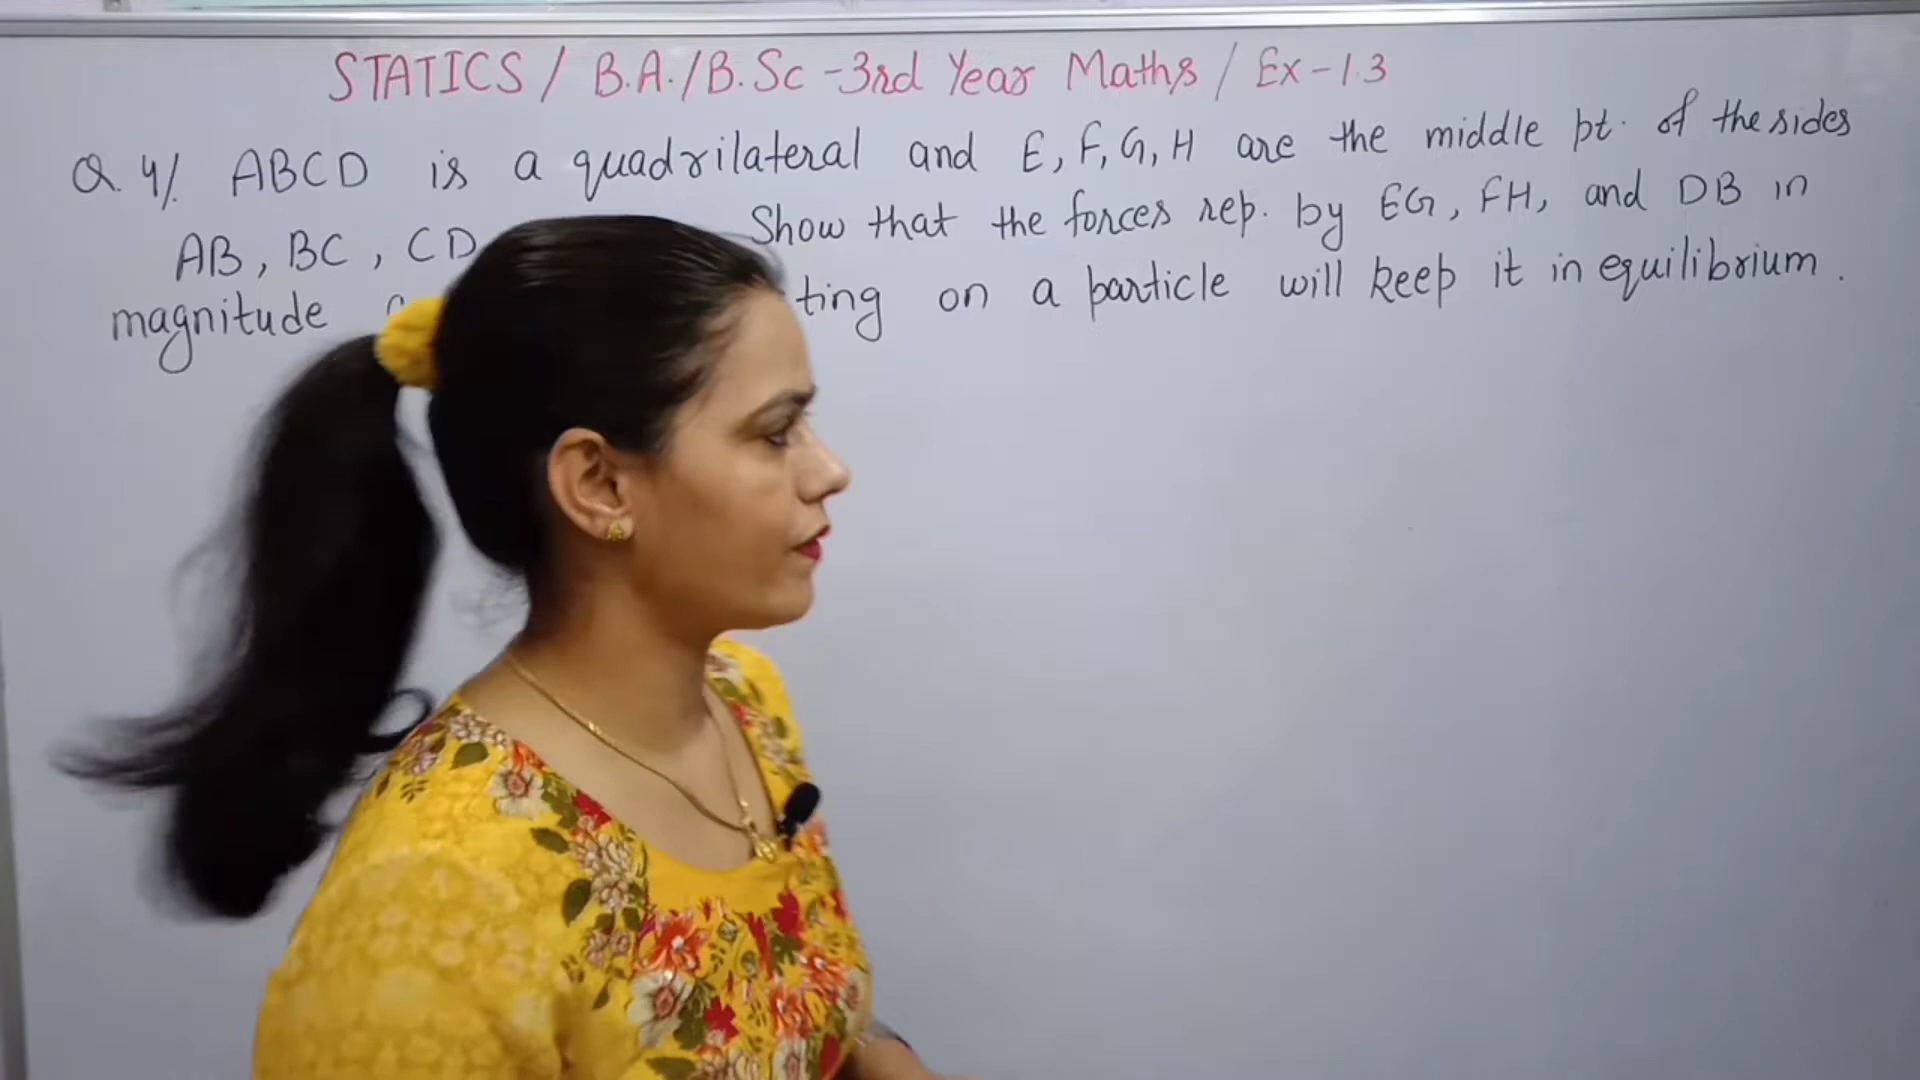 STATICS / B.A./B.Sc -3rd Year Maths / Ex-1.3
Q.4/. ABCD is a quadrilateral and E, F, G, H are the middle pt. of the sides
AB, BC, CD Show that the forces rep. by EG, FH, and DB in
magnitude ting on a particle will keep it in equilibrium.